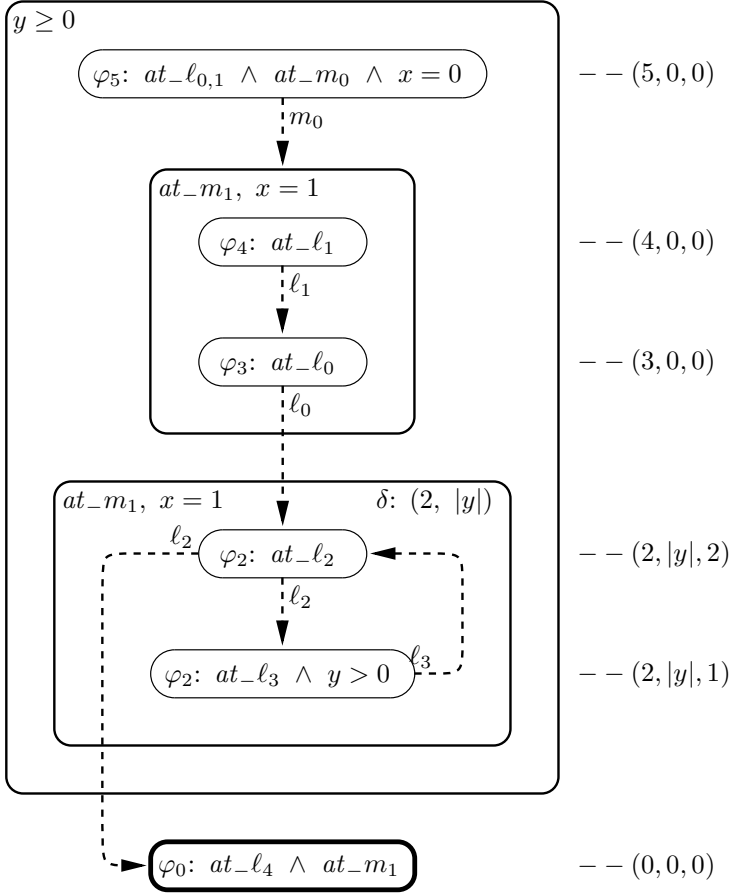 y ≥ 0
φ₅: at_ℓ₀,₁ ∧ at_m₀ ∧ x = 0 − − (5, 0, 0)
m₀
at_m₁, x = 1
φ₄: at_ℓ₁ − − (4, 0, 0)
ℓ₁
φ₃: at_ℓ₀ − − (3, 0, 0)
ℓ₀
at_m₁, x = 1 δ: (2, |y|)
ℓ₂
φ₂: at_ℓ₂ − − (2, |y|, 2)
ℓ₂
ℓ₃
φ₂: at_ℓ₃ ∧ y > 0 − − (2, |y|, 1)
φ₀: at_ℓ₄ ∧ at_m₁ − − (0, 0, 0)